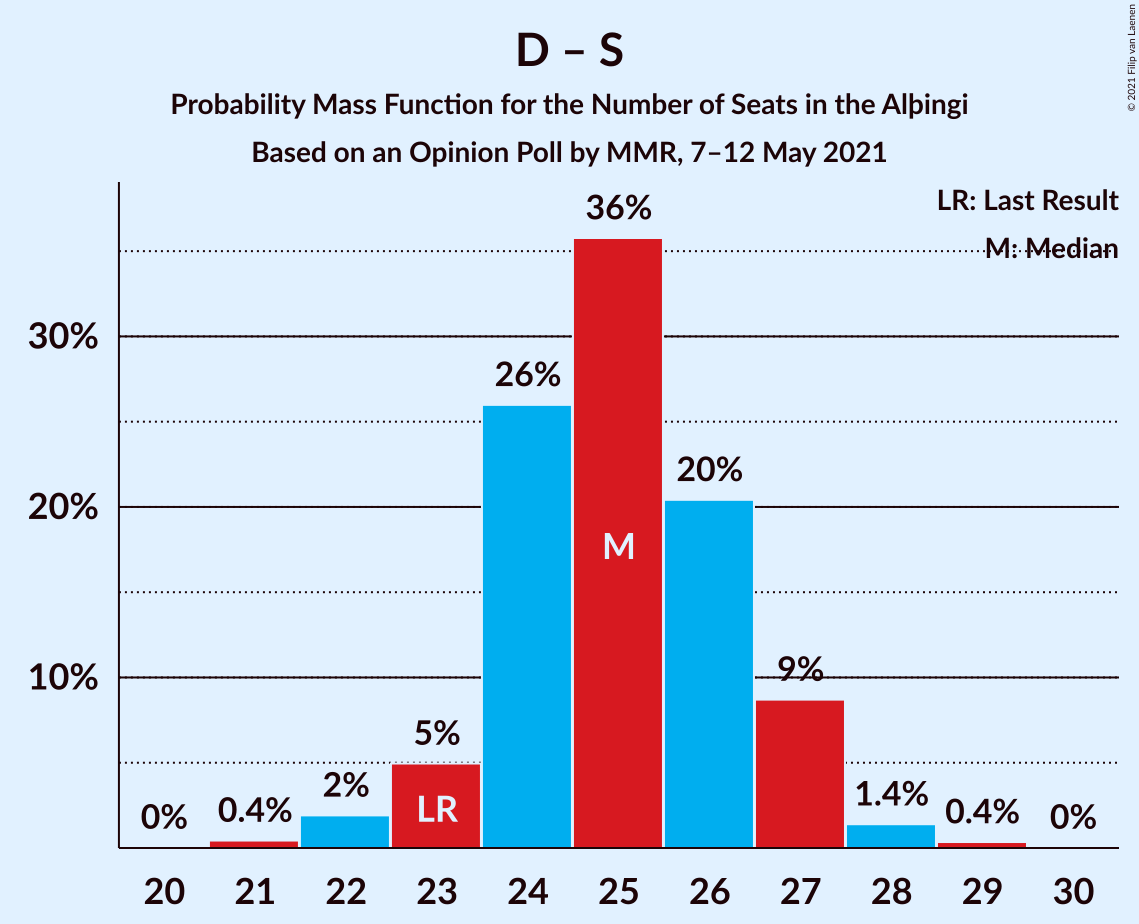 D – S
Probability Mass Function for the Number of Seats in the Alþingi
Based on an Opinion Poll by MMR, 7–12 May 2021
© 2021 Filip van Laenen
LR: Last Result
M: Median
36%
30%
26%
20%
20%
M
10%
9%
5%
2%
LR
0%
0.4%
1.4%
0.4%
0%
20 21 22 23 24 25 26 27 28 29 30